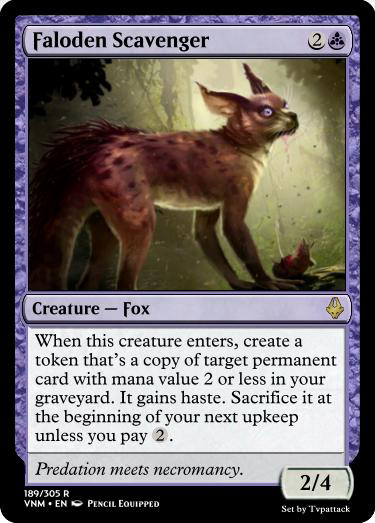 Faloden Scavenger 2
Creature — Fox
When this creature enters, create a
token that's a copy of target permanent
card with mana value 2 or less in your
graveyard. It gains haste. Sacrifice it at
the beginning of your next upkeep
unless you pay 2.
Predation meets necromancy.
2/4
189/305 R
VNM • EN Pencil Equipped
Set by Tvpattack